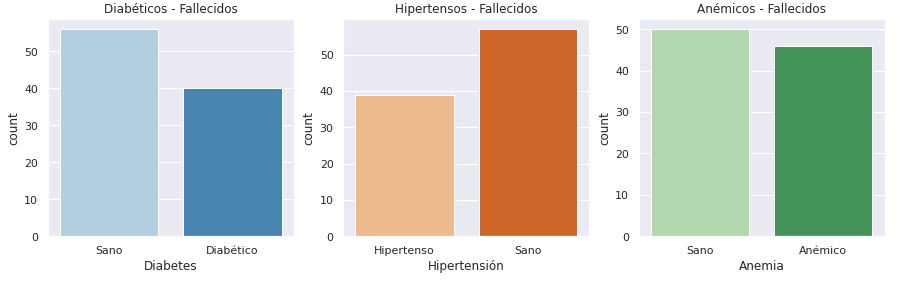 Diabéticos - Fallecidos
count
50
40
30
20
10
0
Sano
Diabético
Diabetes
Hipertensos - Fallecidos
count
50
40
30
20
10
0
Hipertenso
Sano
Hipertensión
Anémicos - Fallecidos
count
50
40
30
20
10
0
Sano
Anémico
Anemia